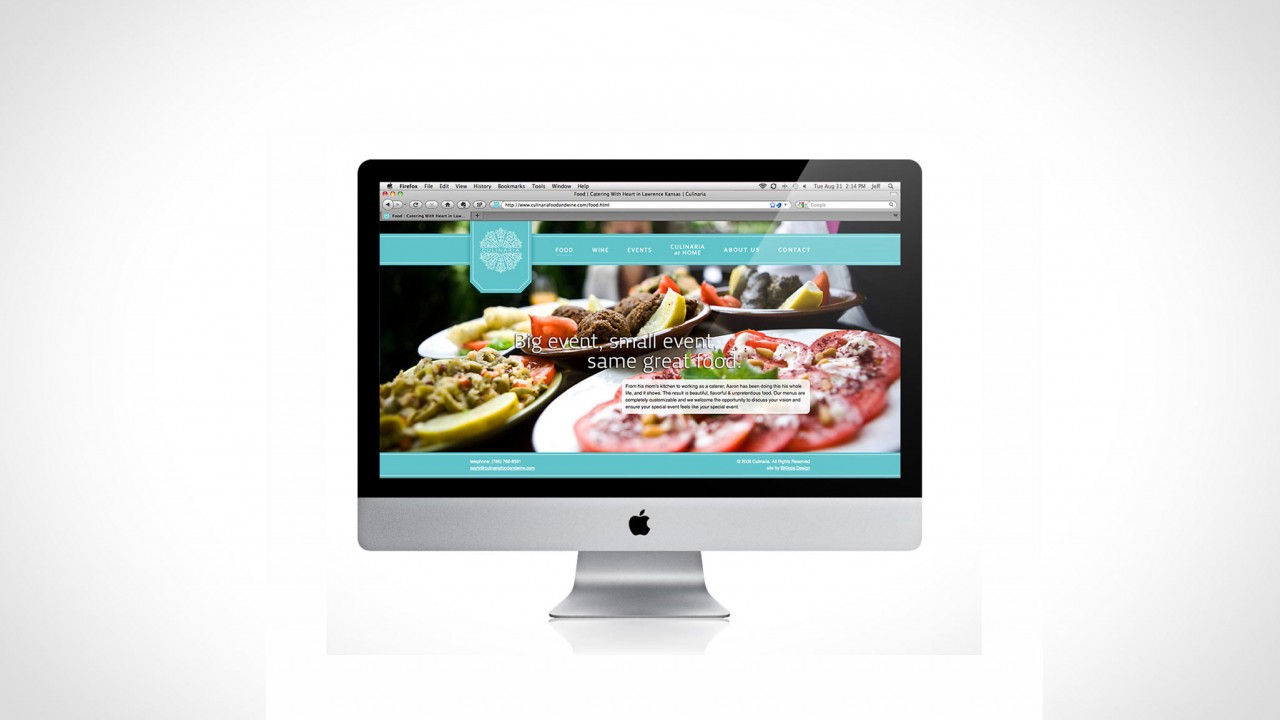 Firefox File Edit View History Bookmarks Tools Window Help
Tue Aug 31 2:14 PM Jeff
Food | Catering With Heart in Lawrence Kansas | Culinaria
http://www.culinariafoodandwine.com/food.html
Google
Food | Catering With Heart in Law...
CULINARIA
FOOD
WINE
EVENTS
CULINARIA
at HOME
ABOUT US
CONTACT
Big event, small event,
same great food.
From his mom's kitchen to working as a caterer, Aaron has been doing this his whole
life, and it shows. The result is beautiful, flavorful & unpretentious food. Our menus are
completely customizable and we welcome the opportunity to discuss your vision and
ensure your special event feels like your special event.
telephone: (785)
© 2009 Culinaria. All Rights Reserved
site by Design